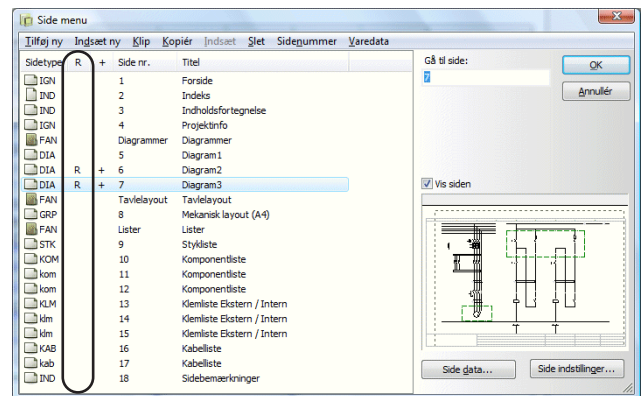 Side menu
Tilføj ny Indsæt ny Klip Kopiér Indsæt Slet Sidenummer Varedata
Sidetype R + Side nr. Titel
IGN 1 Forside
IND 2 Indeks
IND 3 Indholdsfortegnelse
IGN 4 Projektinfo
FAN Diagrammer Diagrammer
DIA 5 Diagram1
DIA R + 6 Diagram2
DIA R + 7 Diagram3
FAN Tavlelayout Tavlelayout
GRP 8 Mekanisk layout (A4)
FAN Lister Lister
STK 9 Stykliste
KOM 10 Komponentliste
kom 11 Komponentliste
kom 12 Komponentliste
KLM 13 Klemliste Ekstern / Intern
klm 14 Klemliste Ekstern / Intern
klm 15 Klemliste Ekstern / Intern
KAB 16 Kabelliste
kab 17 Kabelliste
IND 18 Sidebemærkninger
Gå til side:
7
OK
Annullér
Vis siden
Side data...
Side indstillinger...